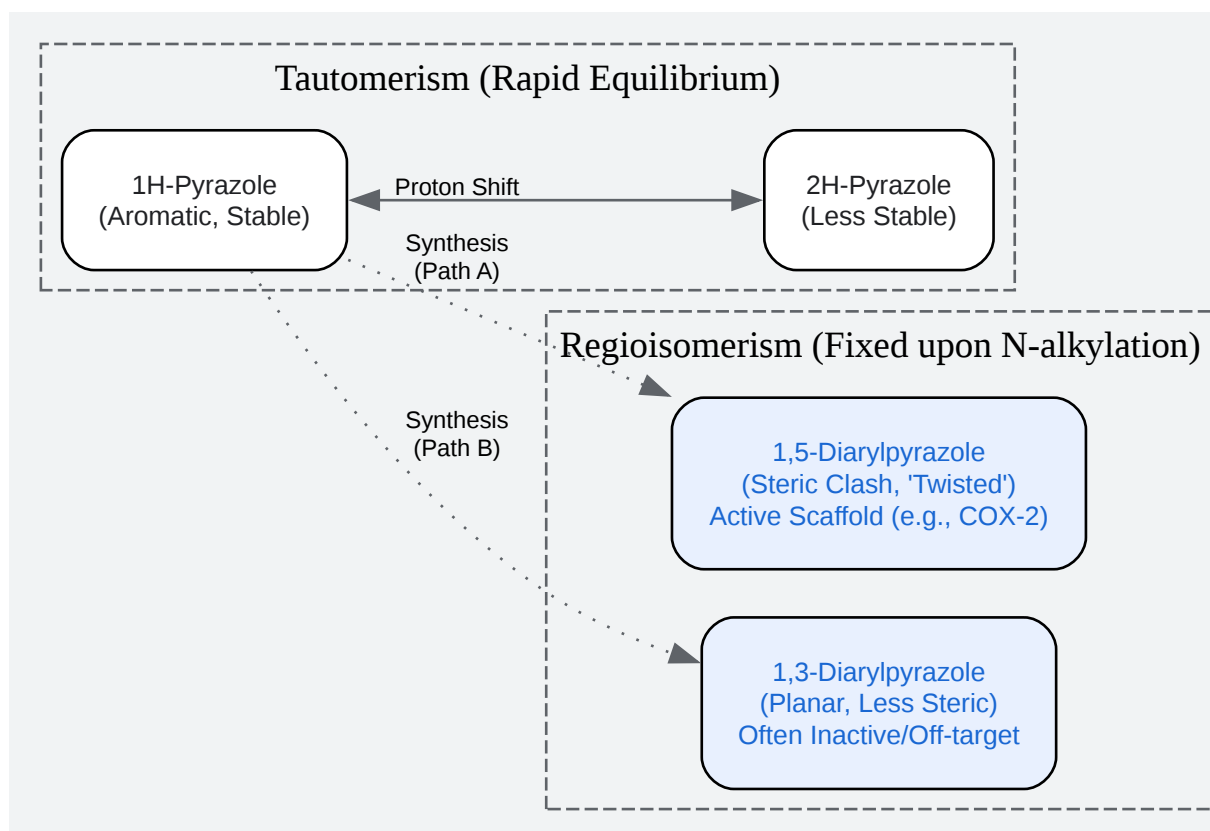 Tautomerism (Rapid Equilibrium)
1H-Pyrazole
(Aromatic, Stable)
Proton Shift
2H-Pyrazole
(Less Stable)
Synthesis
(Path A)
Regioisomerism (Fixed upon N-alkylation)
Synthesis
(Path B)
1,5-Diarylpyrazole
(Steric Clash, 'Twisted')
Active Scaffold (e.g., COX-2)
1,3-Diarylpyrazole
(Planar, Less Steric)
Often Inactive/Off-target